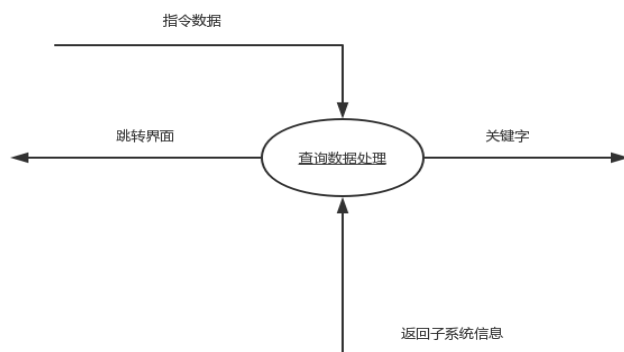 指令数据
跳转界面
关键字
查询数据处理
返回子系统信息